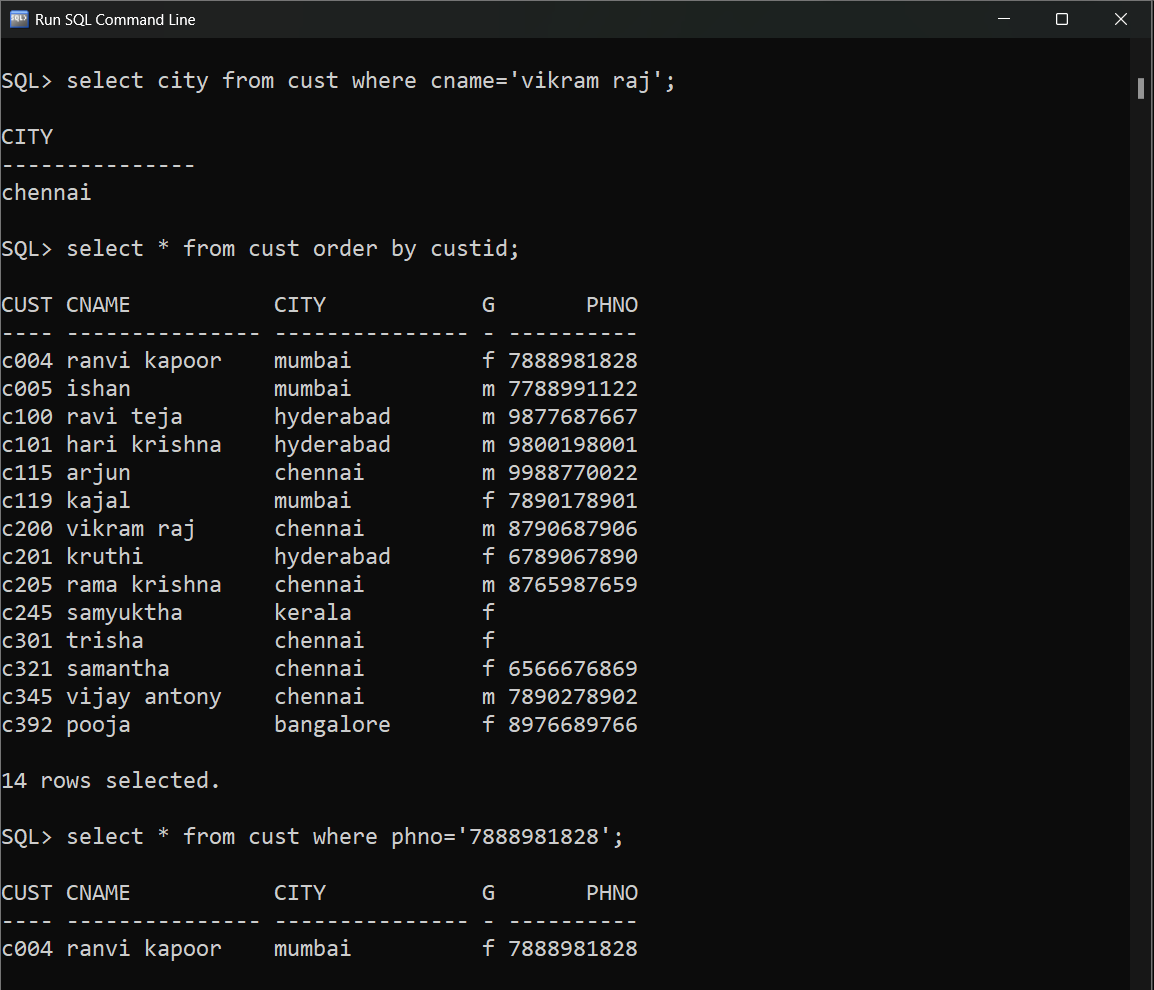 Run SQL Command Line
SQL> select city from cust where cname='vikram raj';
CITY
---------------
chennai
SQL> select * from cust order by custid;
CUST CNAME           CITY            G       PHNO
---- --------------- --------------- - ----------
c004 ranvi kapoor    mumbai          f 7888981828
c005 ishan           mumbai          m 7788991122
c100 ravi teja       hyderabad       m 9877687667
c101 hari krishna    hyderabad       m 9800198001
c115 arjun           chennai         m 9988770022
c119 kajal           mumbai          f 7890178901
c200 vikram raj      chennai         m 8790687906
c201 kruthi          hyderabad       f 6789067890
c205 rama krishna    chennai         m 8765987659
c245 samyuktha       kerala          f
c301 trisha          chennai         f
c321 samantha        chennai         f 6566676869
c345 vijay antony    chennai         m 7890278902
c392 pooja           bangalore       f 8976689766
14 rows selected.
SQL> select * from cust where phno='7888981828';
CUST CNAME           CITY            G       PHNO
---- --------------- --------------- - ----------
c004 ranvi kapoor    mumbai          f 7888981828